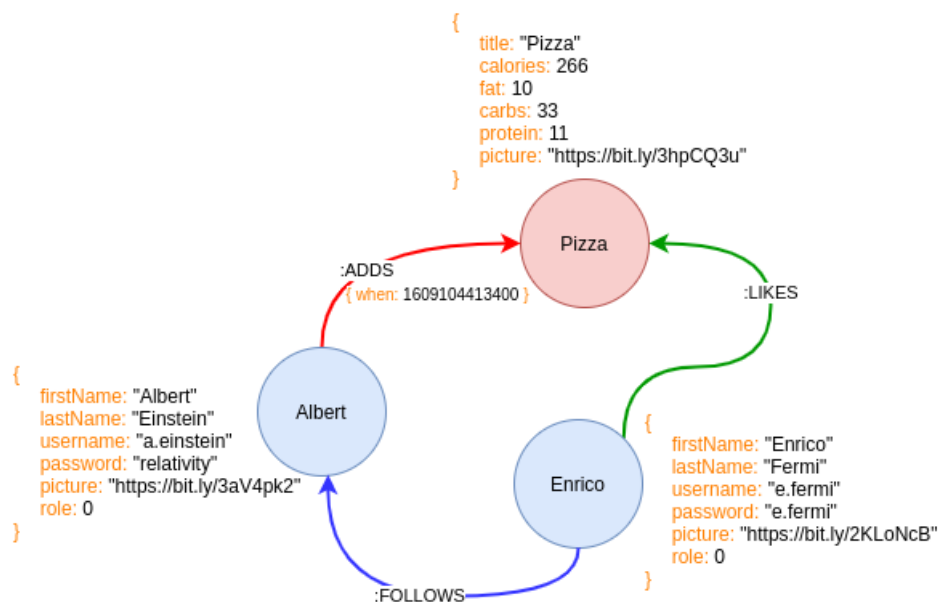 {
title: "Pizza"
calories: 266
fat: 10
carbs: 33
protein: 11
picture: "https://bit.ly/3hpCQ3u"
}
Pizza
:ADDS
{ when: 1609104413400 }
:LIKES
{
firstName: "Albert"
lastName: "Einstein"
username: "a.einstein"
password: "relativity"
picture: "https://bit.ly/3aV4pk2"
role: 0
}
Albert
Enrico
{
firstName: "Enrico"
lastName: "Fermi"
username: "e.fermi"
password: "e.fermi"
picture: "https://bit.ly/2KLoNcB"
role: 0
}
:FOLLOWS